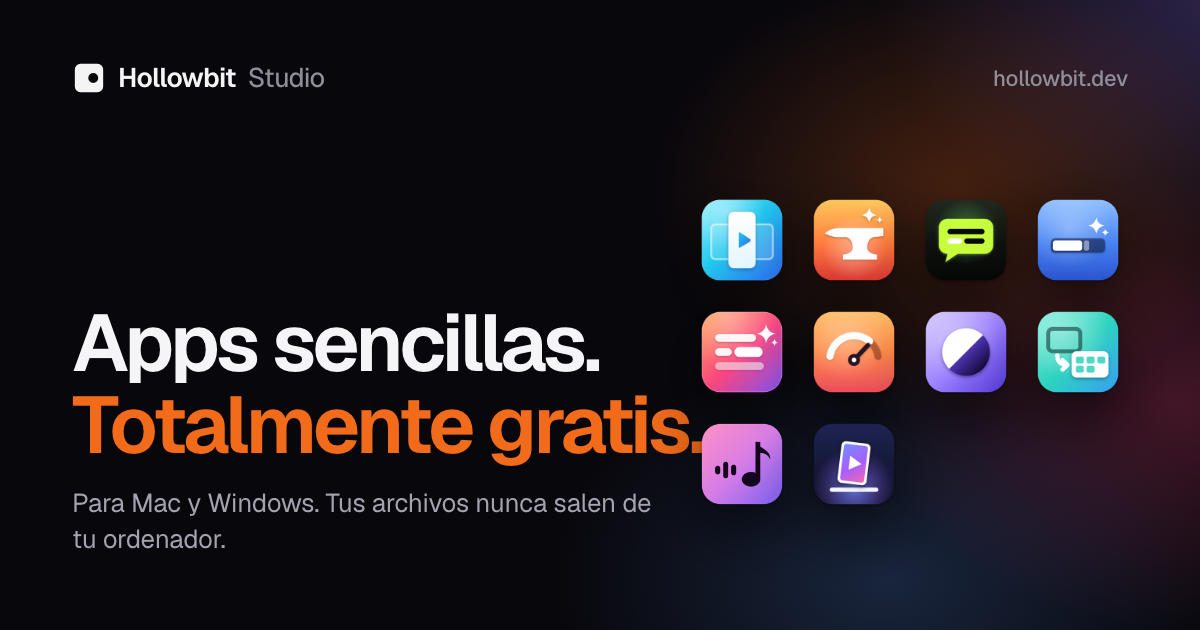 Hollowbit Studio
hollowbit.dev
Apps sencillas.
Totalmente gratis.
Para Mac y Windows. Tus archivos nunca salen de
tu ordenador.